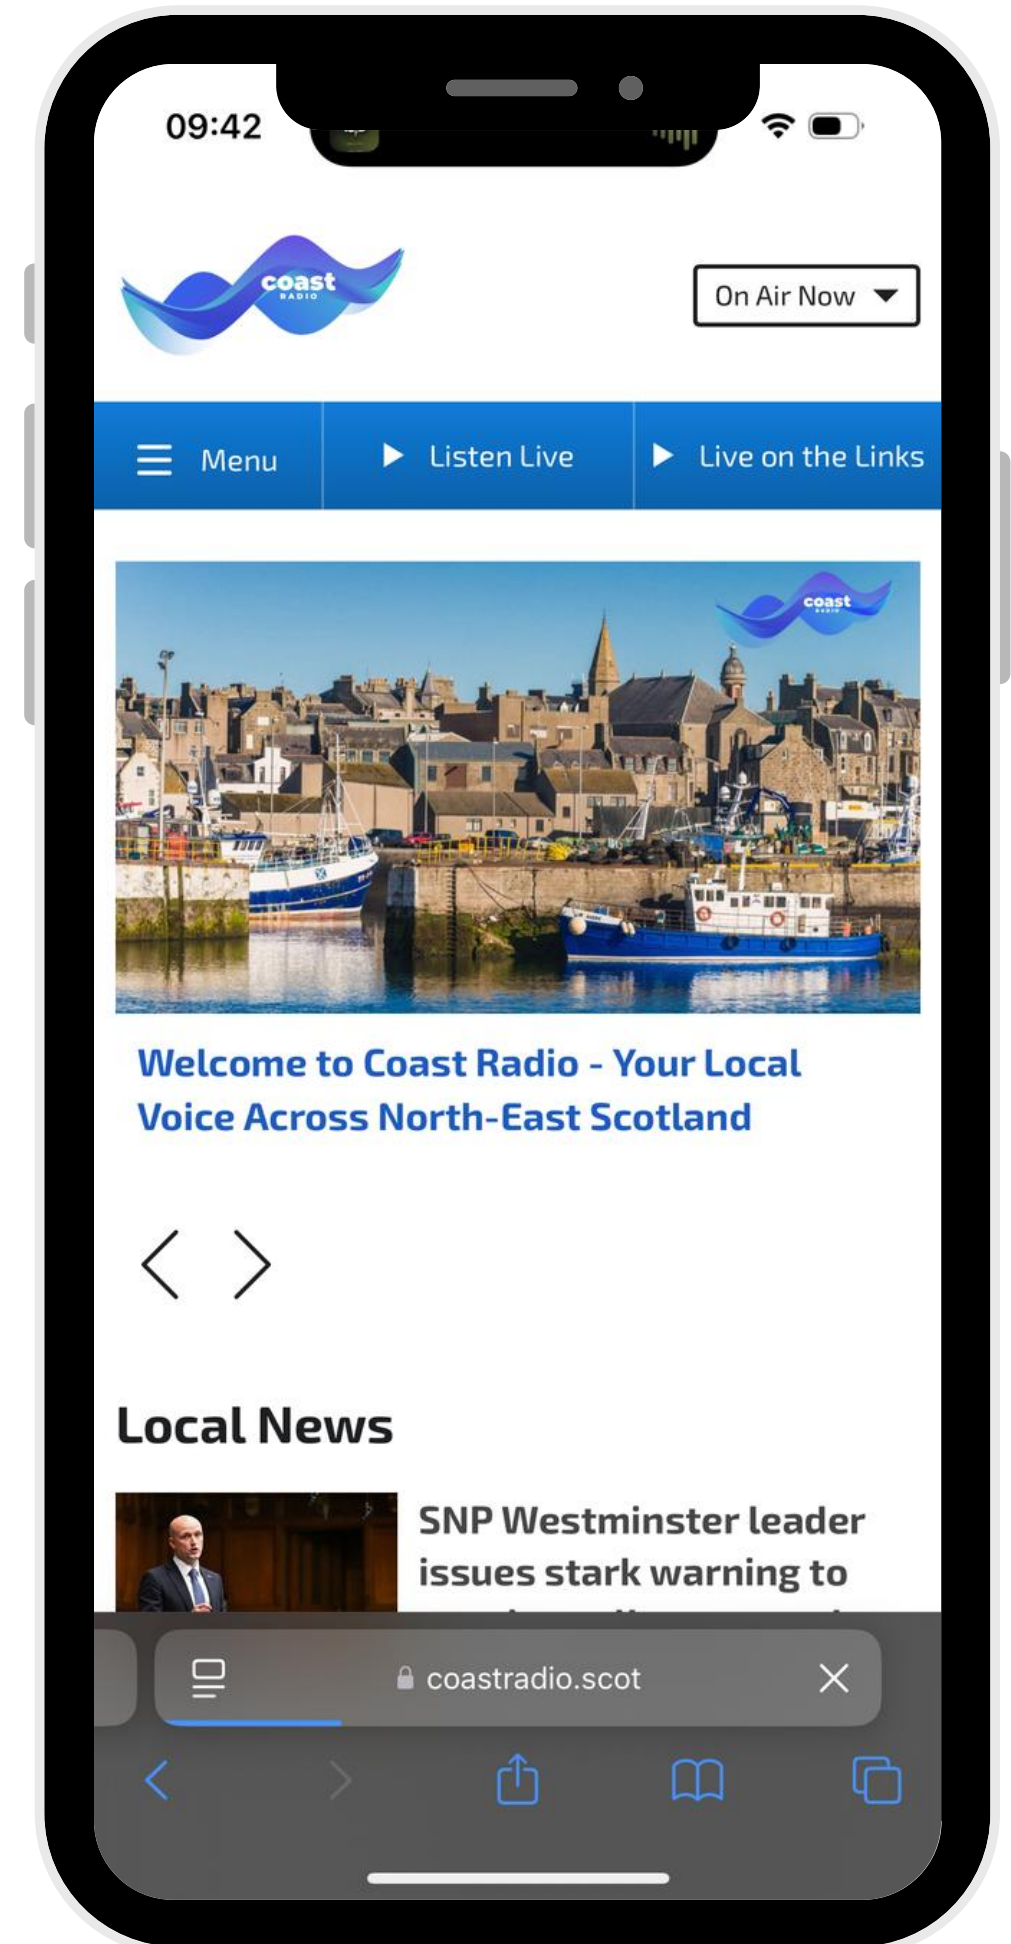 09:42
coast
RADIO
On Air Now
Menu
Listen Live
Live on the Links
coast
RADIO
Welcome to Coast Radio - Your Local
Voice Across North-East Scotland
Local News
SNP Westminster leader
issues stark warning to
coastradio.scot